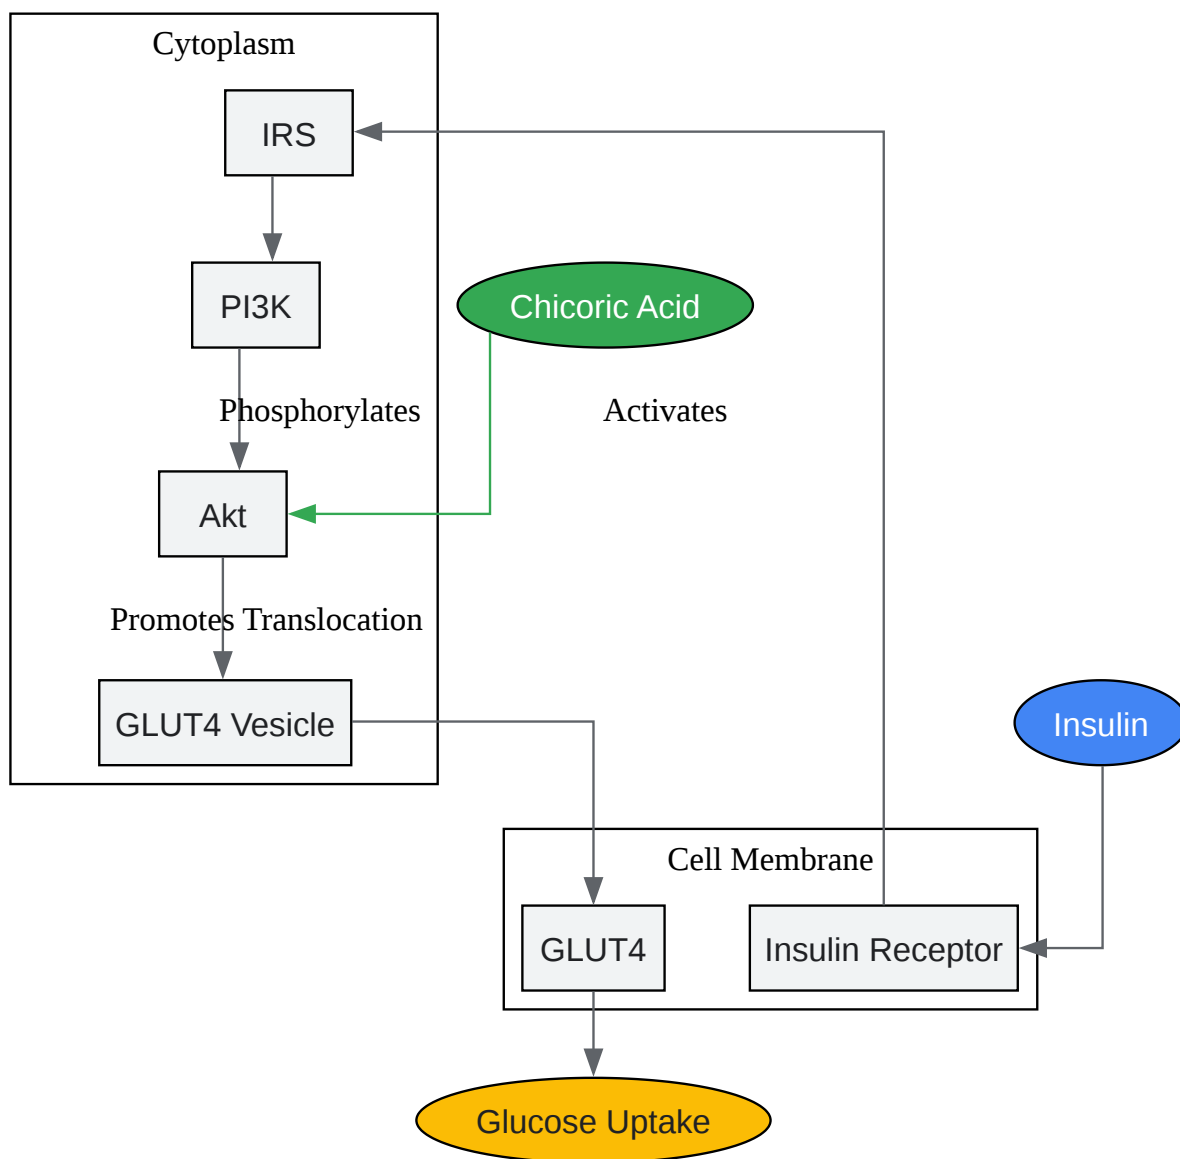 Cytoplasm
IRS
PI3K
Chicoric Acid
Phosphorylates
Activates
Akt
Promotes Translocation
GLUT4 Vesicle
Insulin
Cell Membrane
GLUT4
Insulin Receptor
Glucose Uptake